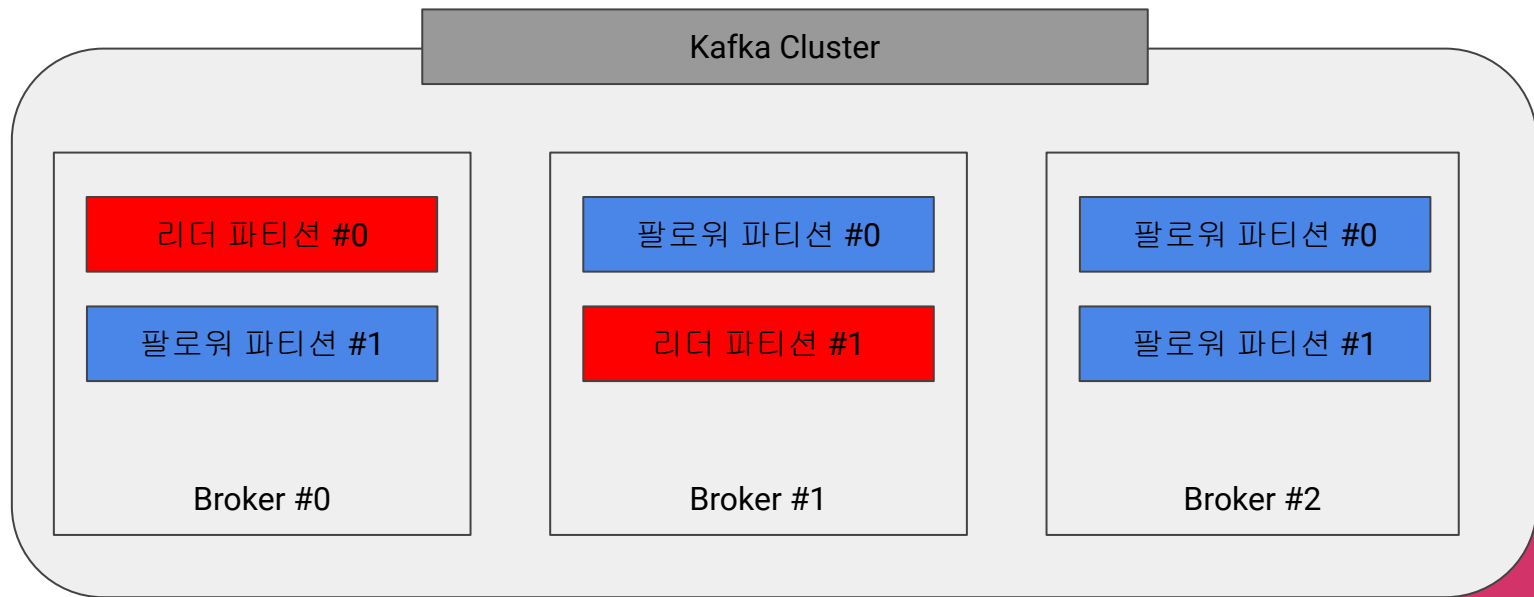 Kafka Cluster
리더 파티션 #0
팔로워 파티션 #1
Broker #0
팔로워 파티션 #0
리더 파티션 #1
Broker #1
팔로워 파티션 #0
팔로워 파티션 #1
Broker #2